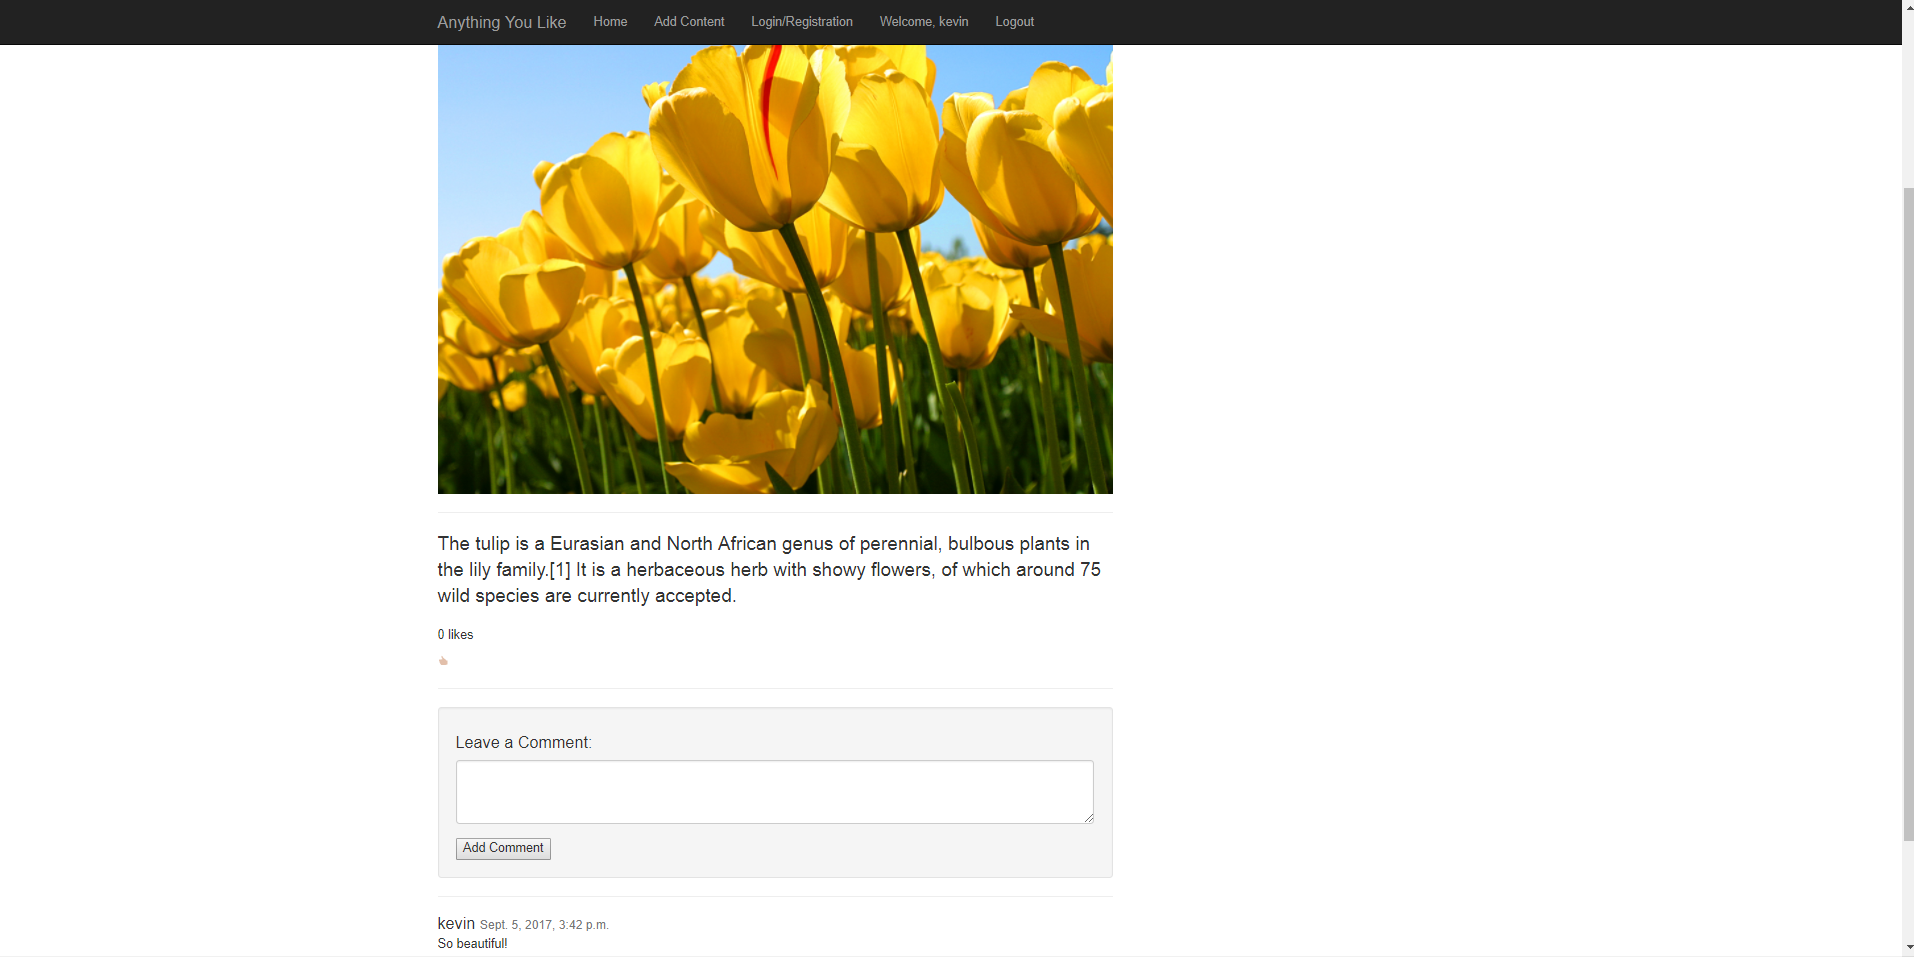 Anything You Like Home Add Content Login/Registration Welcome, kevin Logout
The tulip is a Eurasian and North African genus of perennial, bulbous plants in
the lily family.[1] It is a herbaceous herb with showy flowers, of which around 75
wild species are currently accepted.
0 likes
Leave a Comment:
Add Comment
kevin Sept. 5, 2017, 3:42 p.m.
So beautiful!